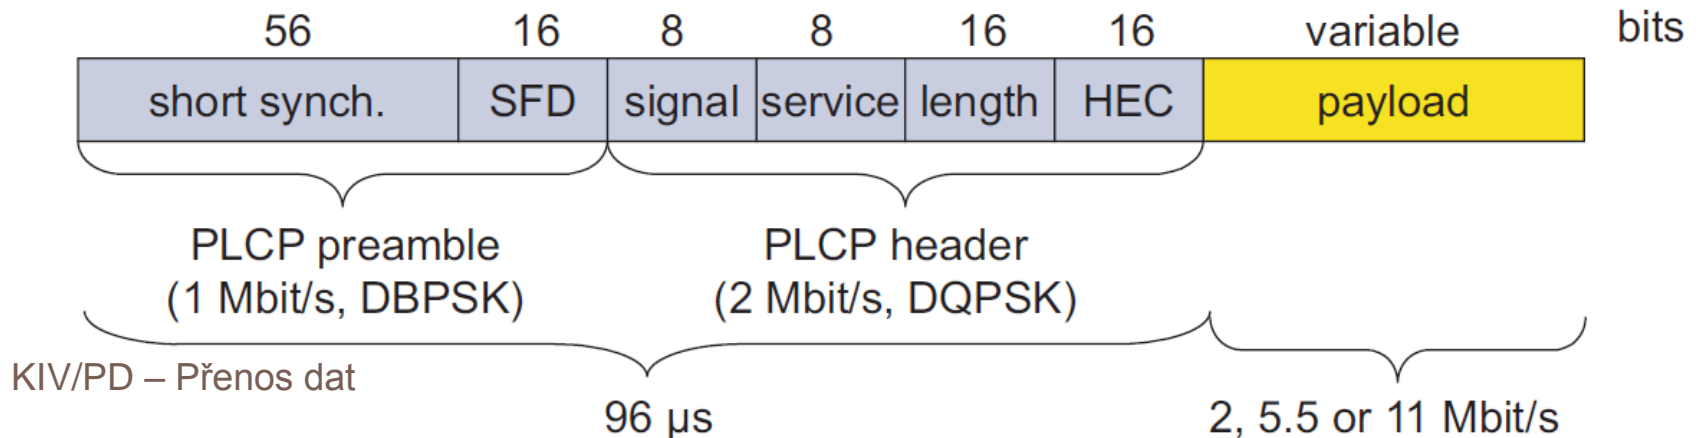 56 16 8 8 16 16 variable bits
short synch. SFD signal service length HEC payload
PLCP preamble PLCP header
(1 Mbit/s, DBPSK) (2 Mbit/s, DQPSK)
KIV/PD – Přenos dat
96 µs 2, 5.5 or 11 Mbit/s